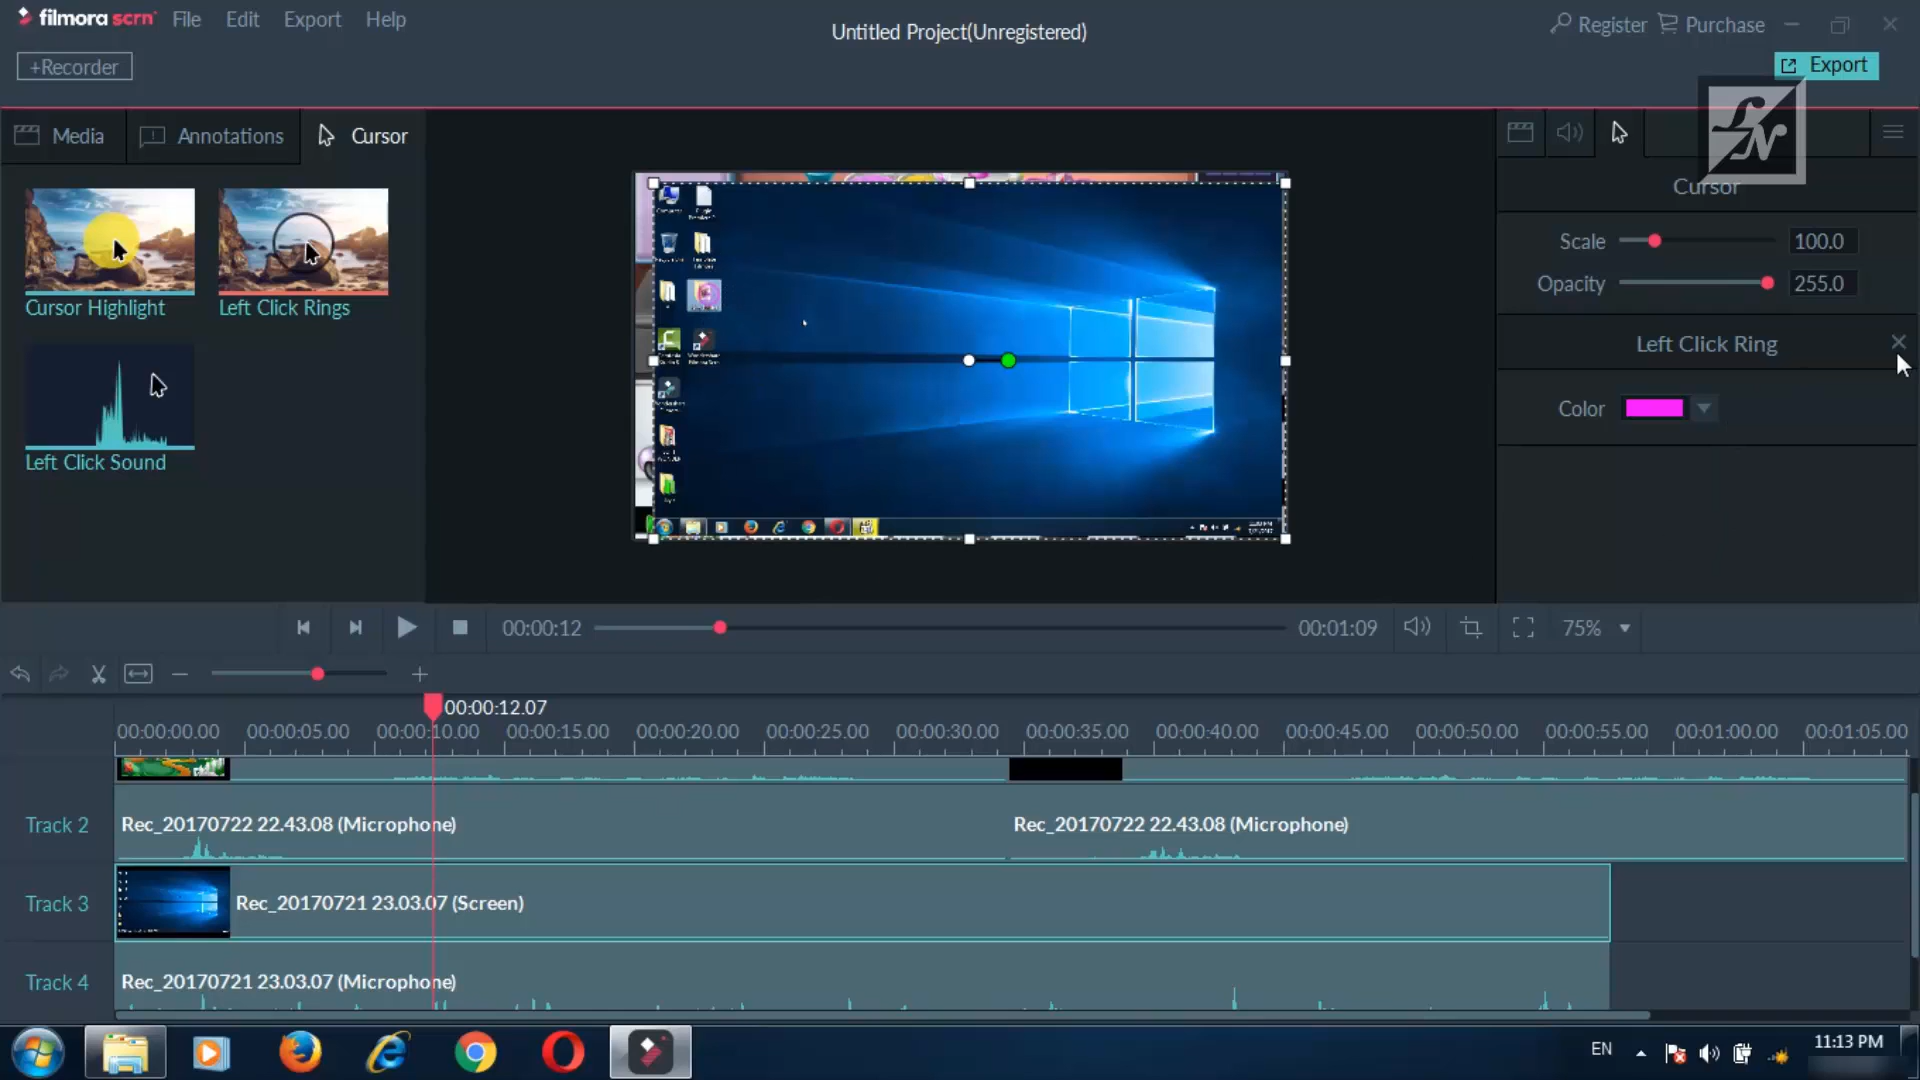 filmora scrn File Edit Export Help
Untitled Project(Unregistered)
Register Purchase
+Recorder
Export
Media Annotations Cursor
Cursor Highlight
Left Click Rings
Left Click Sound
Cursor
Scale 100.0
Opacity 255.0
Left Click Ring
Color
00:00:12 00:01:09 75%
00:00:12.07
00:00:00.00 00:00:05.00 00:00:10.00 00:00:15.00 00:00:20.00 00:00:25.00 00:00:30.00 00:00:35.00 00:00:40.00 00:00:45.00 00:00:50.00 00:00:55.00 00:01:00.00 00:01:05.00
Track 2 Rec_20170722 22.43.08 (Microphone) Rec_20170722 22.43.08 (Microphone)
Track 3 Rec_20170721 23.03.07 (Screen)
Track 4 Rec_20170721 23.03.07 (Microphone)
EN 11:13 PM